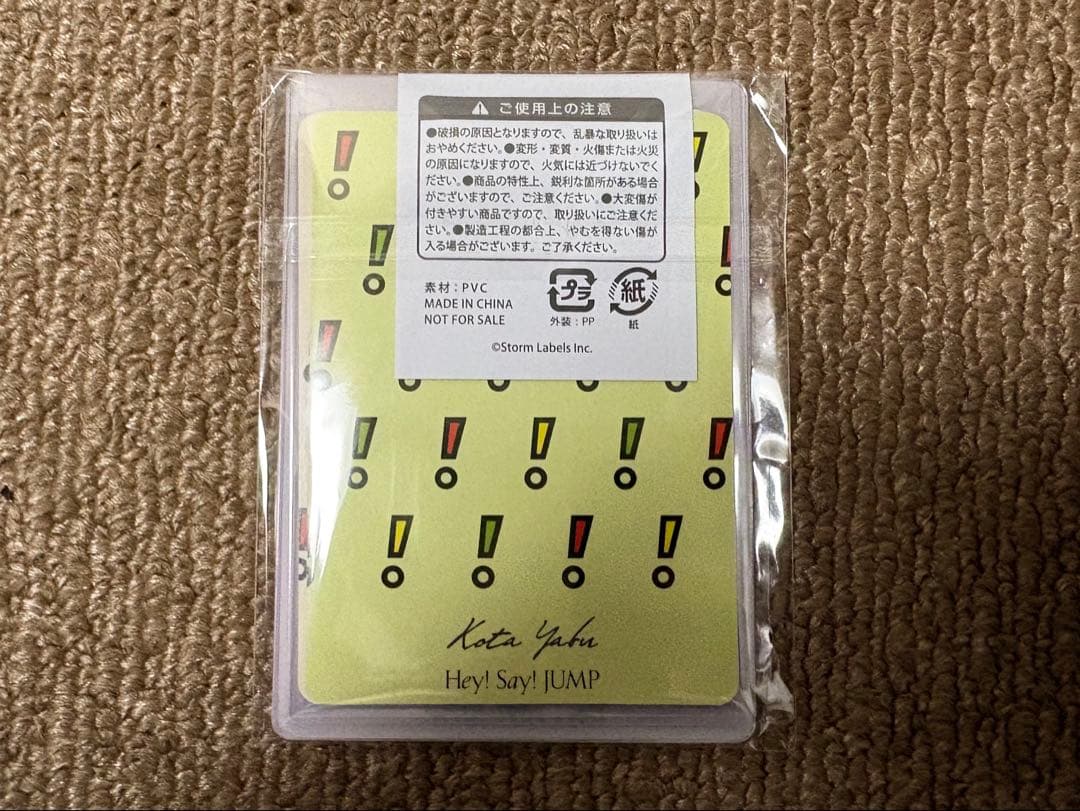 ⚠ ご使用上の注意
●破損の原因となりますので、乱暴な取り扱いは
おやめください。●変形・変質・火傷または火災
の原因になりますので、火気には近づけないでく
ださい。●商品の特性上、鋭利な箇所がある場合
がございますので、ご注意ください。●大変傷が
付きやすい商品ですので、取り扱いにご注意くだ
さい。●製造工程の都合上、やむを得ない傷が
入る場合がございます。ご了承ください。
素材：PVC
MADE IN CHINA
NOT FOR SALE
プラ
外装：PP
紙
紙
©Storm Labels Inc.
Kota Yabu
Hey! Say! JUMP